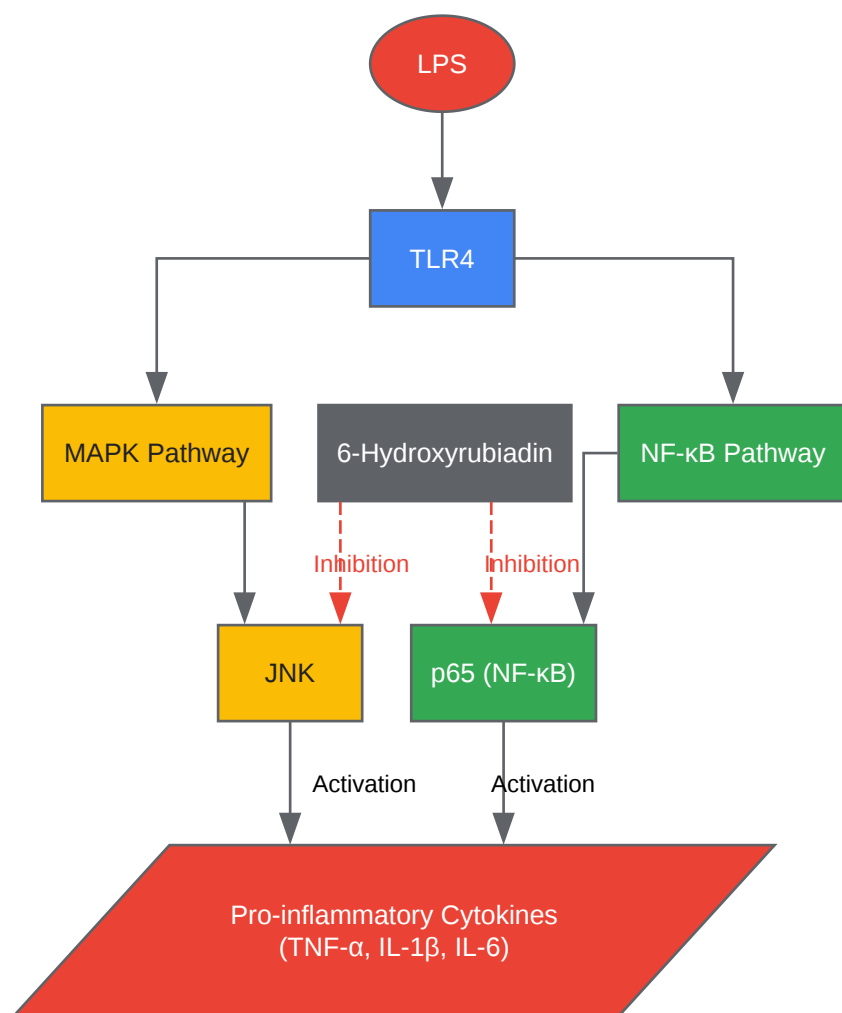 LPS
TLR4
MAPK Pathway
6-Hydroxyrubiadin
NF-κB Pathway
Inhibition
Inhibition
JNK
p65 (NF-κB)
Activation
Activation
Pro-inflammatory Cytokines
(TNF-α, IL-1β, IL-6)